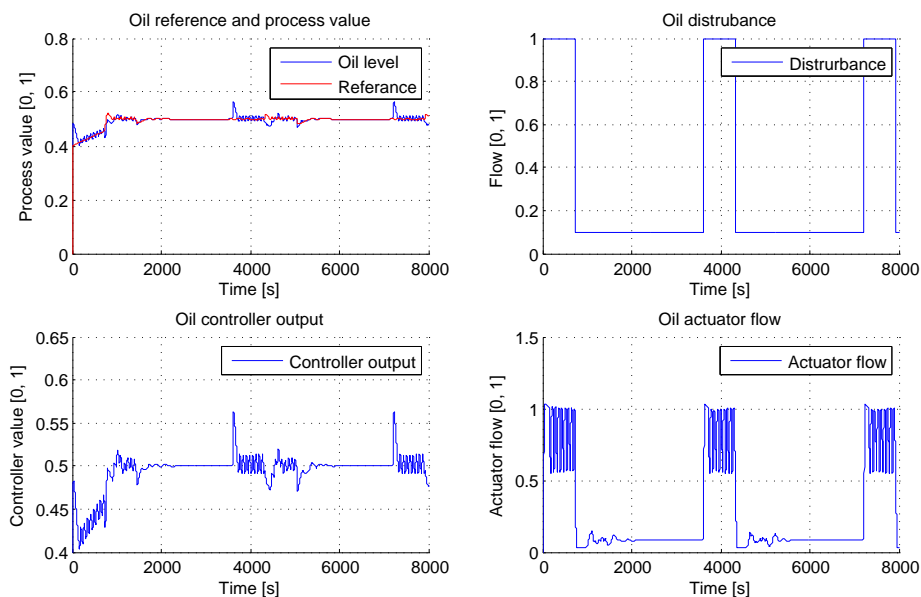 Oil reference and process value
0.8
0.6
0.4
0.2
0
Process value [0, 1]
Oil level
Referance
0 2000 4000 6000 8000
Time [s]
Oil distrurbance
1
0.8
0.6
0.4
0.2
0
Flow [0, 1]
Distrurbance
0 2000 4000 6000 8000
Time [s]
Oil controller output
0.65
0.6
0.55
0.5
0.45
0.4
Controller value [0, 1]
Controller output
0 2000 4000 6000 8000
Time [s]
Oil actuator flow
1.5
1
0.5
0
Actuator flow [0, 1]
Actuator flow
0 2000 4000 6000 8000
Time [s]